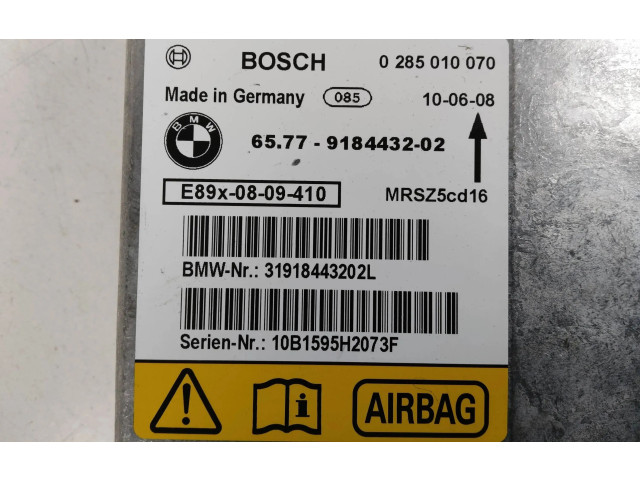 BOSCH 0 285 010 070
Made in Germany 085 10-06-08
BMW 65.77 - 9184432-02
E89x-08-09-410 MRSZ5cd16
BMW-Nr.: 31918443202L
Serien-Nr.: 10B1595H2073F
AIRBAG